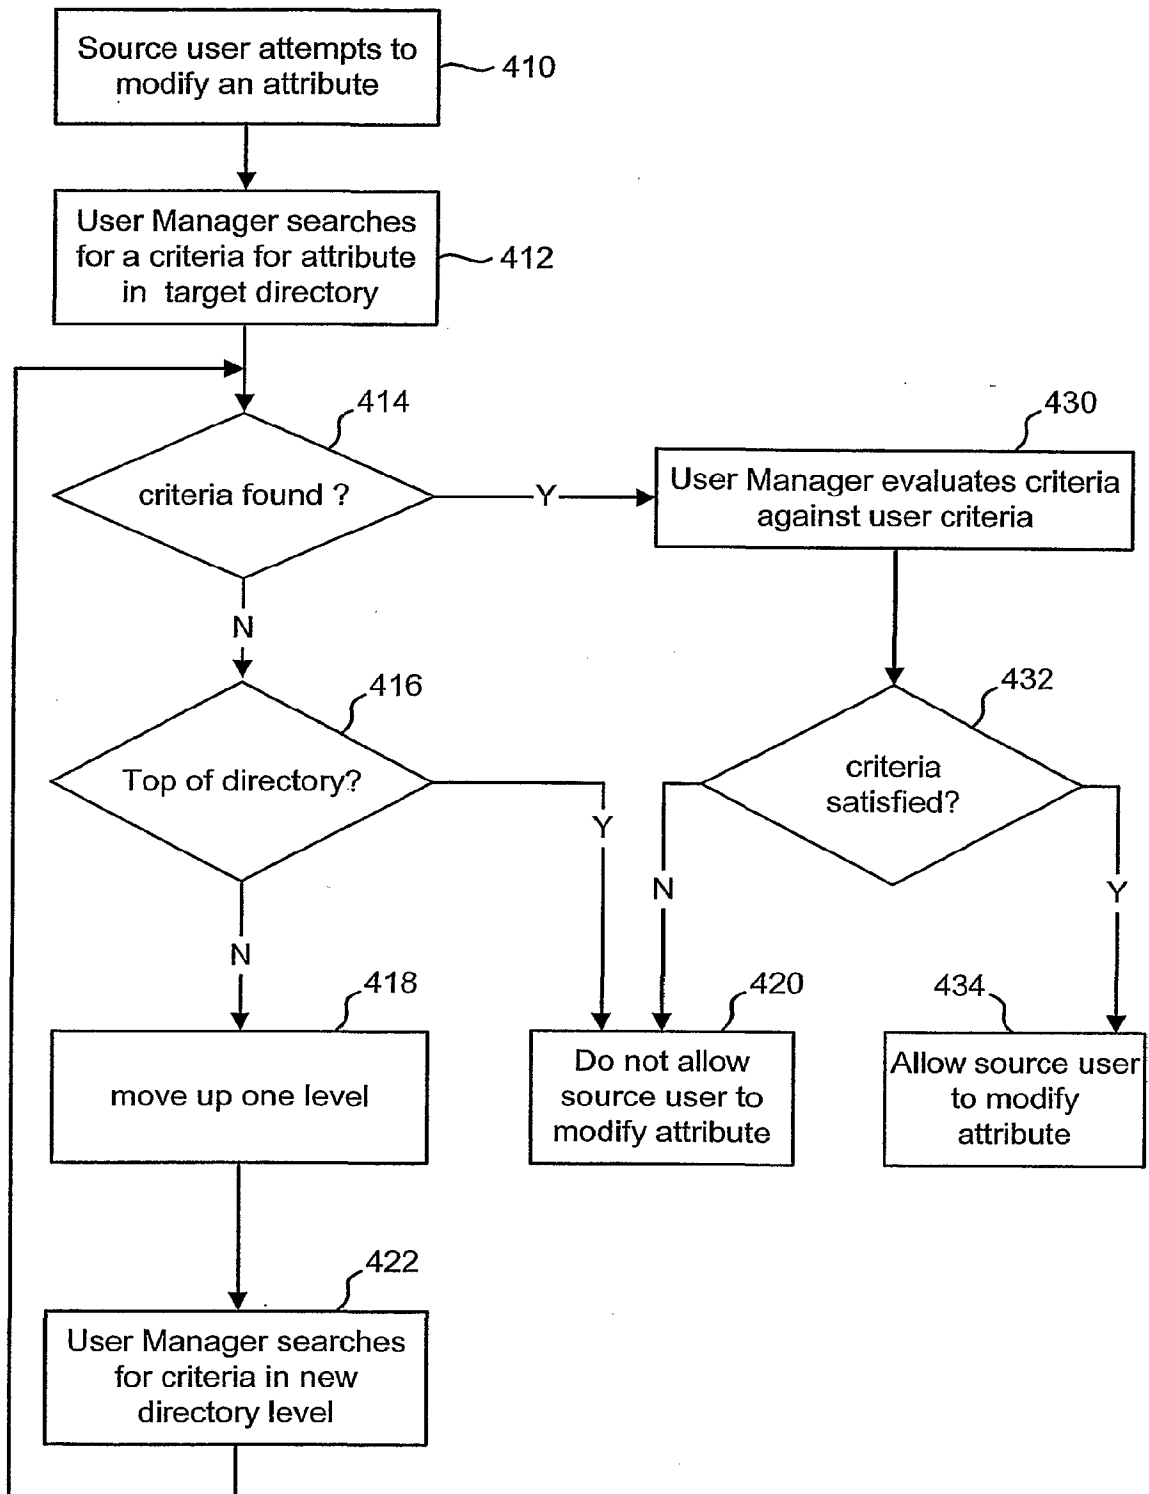 Source user attempts to
modify an attribute
410
User Manager searches
for a criteria for attribute
in target directory
412
414
criteria found ?
Y
430
User Manager evaluates criteria
against user criteria
N
416
Top of directory?
Y
432
criteria
satisfied?
N
Y
N
418
move up one level
420
Do not allow
source user to
modify attribute
434
Allow source user
to modify
attribute
422
User Manager searches
for criteria in new
directory level